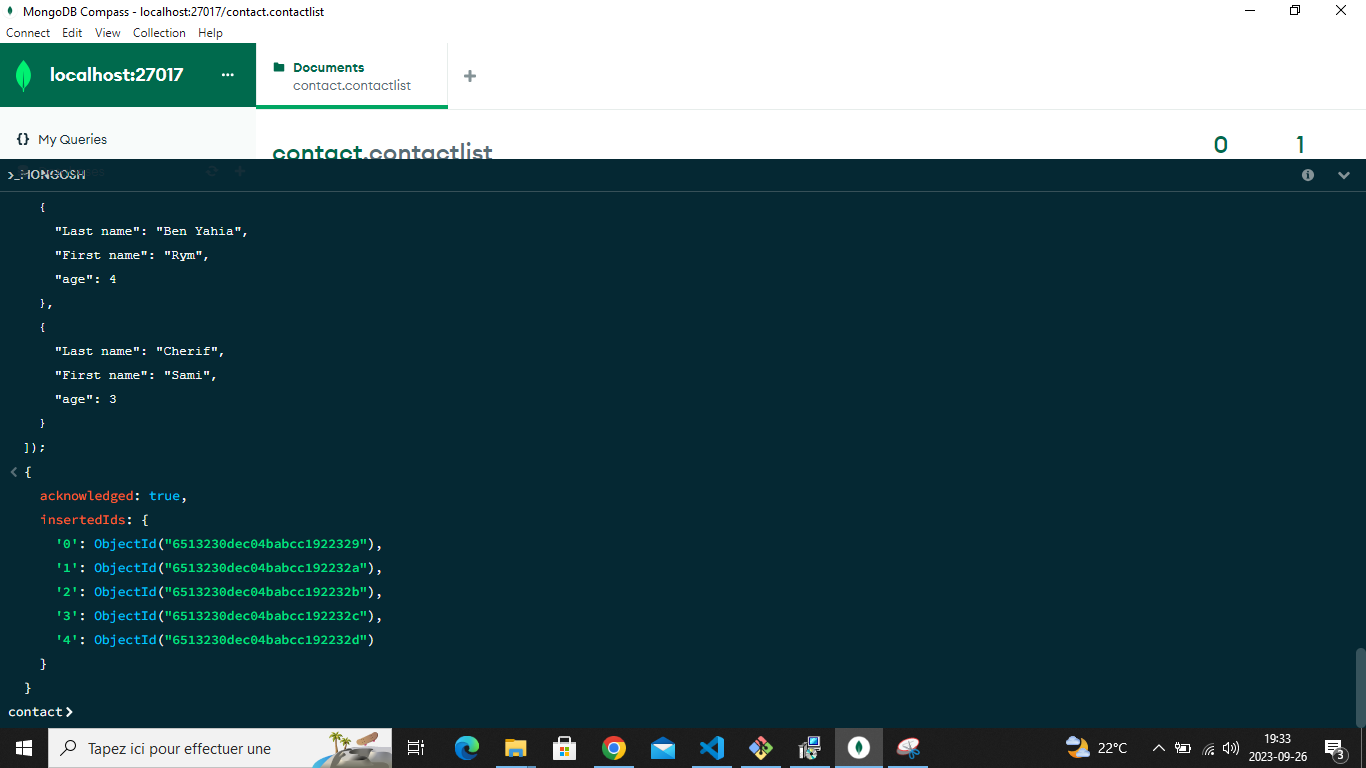 MongoDB Compass - localhost:27017/contact.contactlist
Connect Edit View Collection Help
localhost:27017 ...
Documents
contact.contactlist
{} My Queries
contact.contactlist
0 1
>_MONGOSH
{
"Last name": "Ben Yahia",
"First name": "Rym",
"age": 4
},
{
"Last name": "Cherif",
"First name": "Sami",
"age": 3
}
]);
< {
acknowledged: true,
insertedIds: {
'0': ObjectId("6513230dec04babcc1922329"),
'1': ObjectId("6513230dec04babcc192232a"),
'2': ObjectId("6513230dec04babcc192232b"),
'3': ObjectId("6513230dec04babcc192232c"),
'4': ObjectId("6513230dec04babcc192232d")
}
}
contact>
Tapez ici pour effectuer une
22°C
19:33
2023-09-26
3